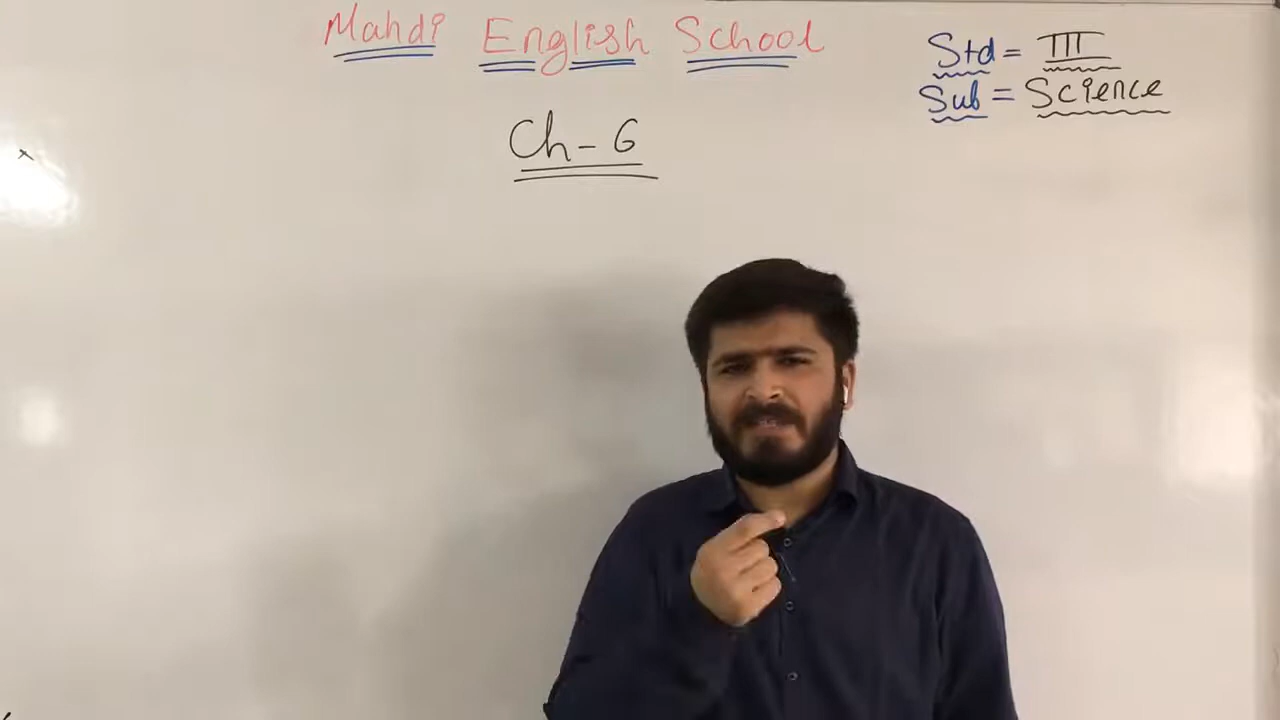 Mahdi English School
Std = III
Sub = Science
Ch - 6